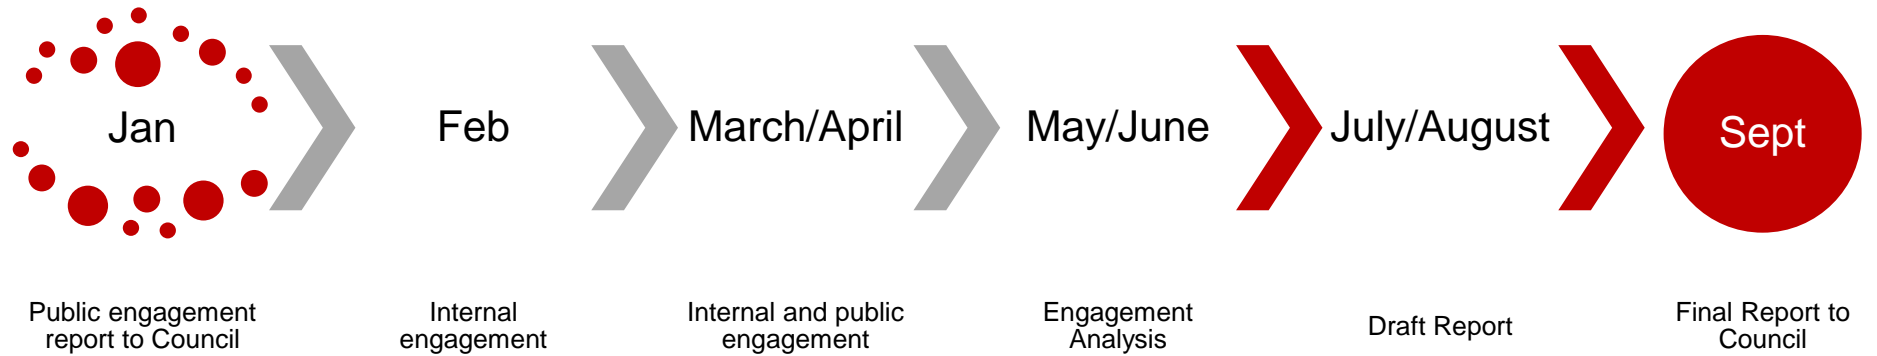 Jan
Feb
March/April
May/June
July/August
Sept
Public engagement
report to Council
Internal
engagement
Internal and public
engagement
Engagement
Analysis
Draft Report
Final Report to
Council